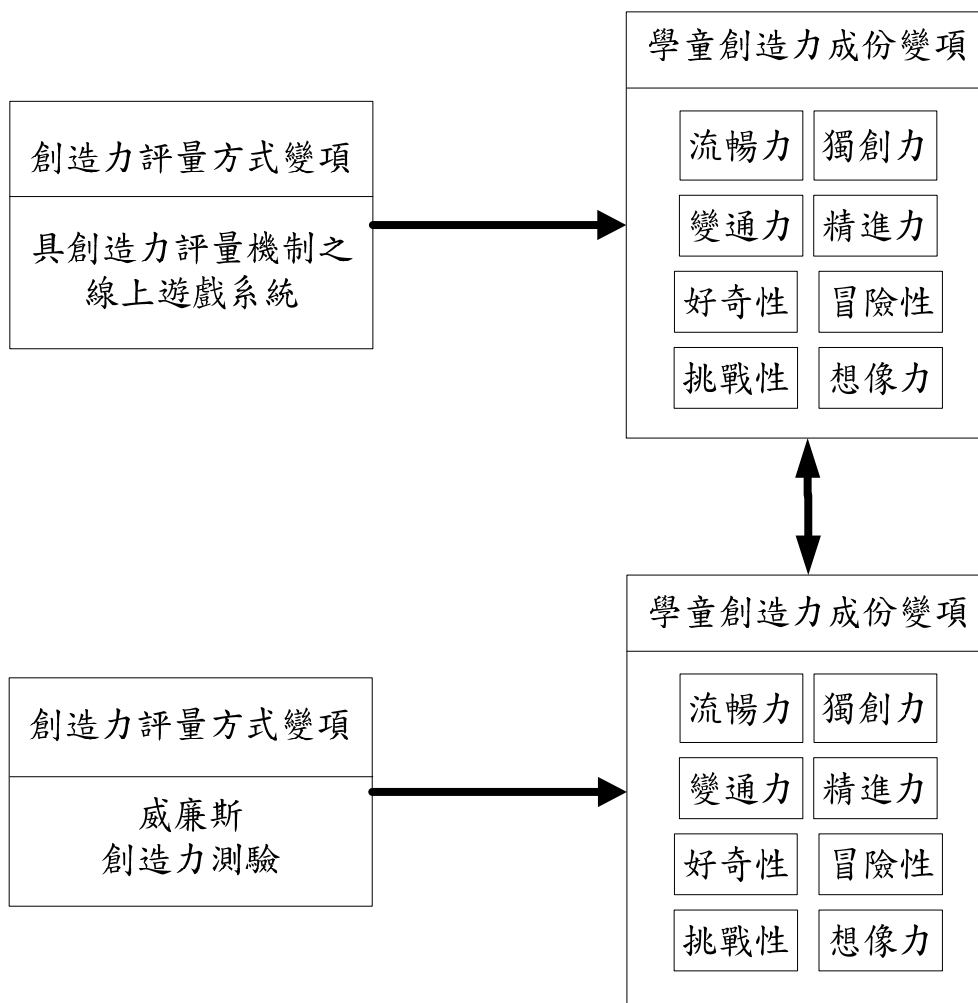 學童創造力成份變項
流暢力 獨創力
變通力 精進力
好奇性 冒險性
挑戰性 想像力
創造力評量方式變項
具創造力評量機制之
線上遊戲系統
學童創造力成份變項
流暢力 獨創力
變通力 精進力
好奇性 冒險性
挑戰性 想像力
創造力評量方式變項
威廉斯
創造力測驗